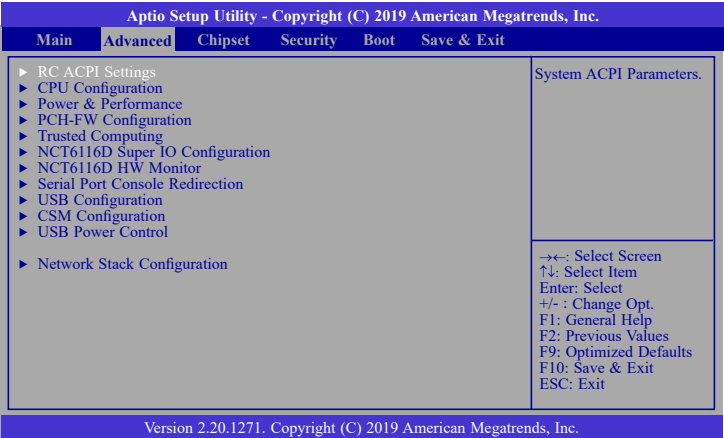 Aptio Setup Utility - Copyright (C) 2019 American Megatrends, Inc.
Main Advanced Chipset Security Boot Save & Exit
► RC ACPI Settings
► CPU Configuration
► Power & Performance
► PCH-FW Configuration
► Trusted Computing
► NCT6116D Super IO Configuration
► NCT6116D HW Monitor
► Serial Port Console Redirection
► USB Configuration
► CSM Configuration
► USB Power Control
► Network Stack Configuration
System ACPI Parameters.
→←: Select Screen
↑↓: Select Item
Enter: Select
+/- : Change Opt.
F1: General Help
F2: Previous Values
F9: Optimized Defaults
F10: Save & Exit
ESC: Exit
Version 2.20.1271. Copyright (C) 2019 American Megatrends, Inc.